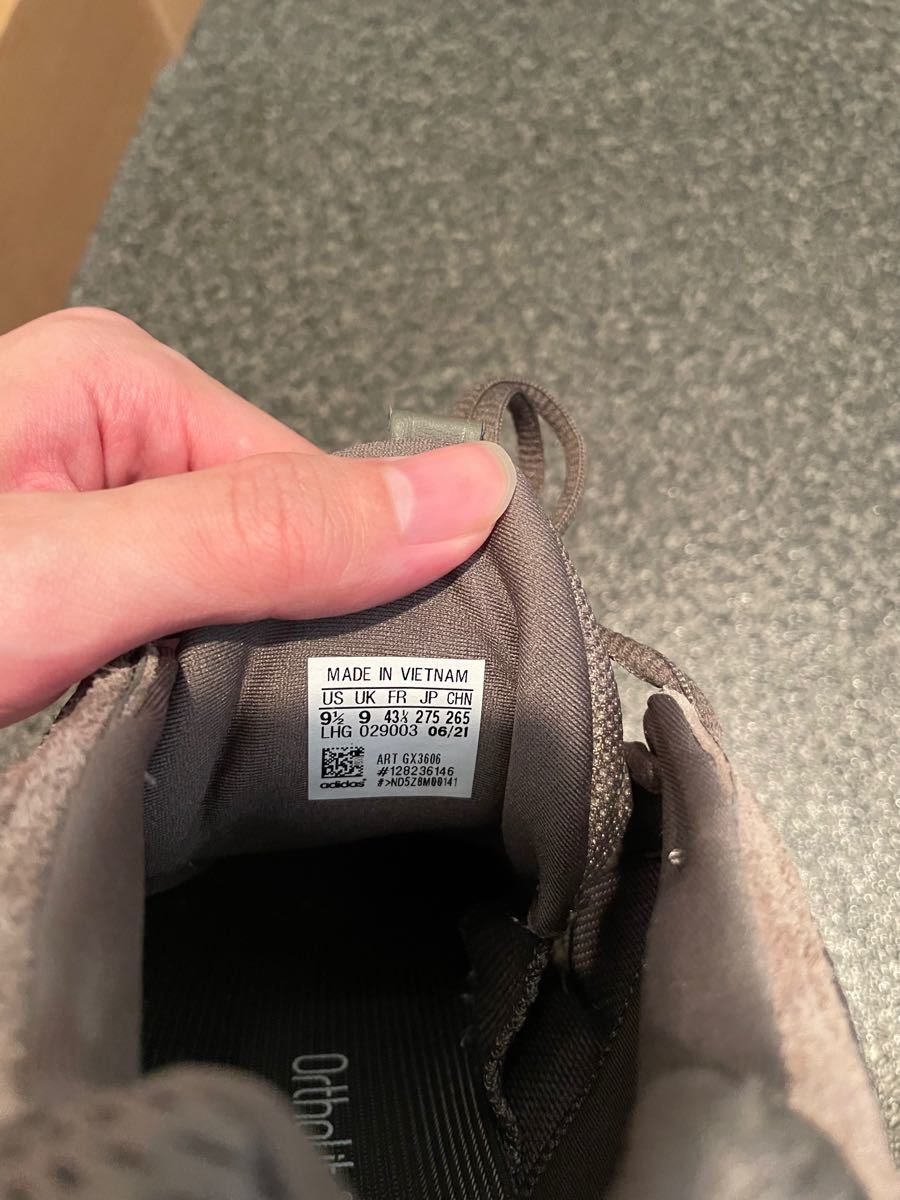 MADE IN VIETNAM
US UK FR JP CHN
9½ 9 43⅓ 275 265
LHG 029003 06/21
ART GX3606
#128236146
adidas
#>ND5Z8M00141